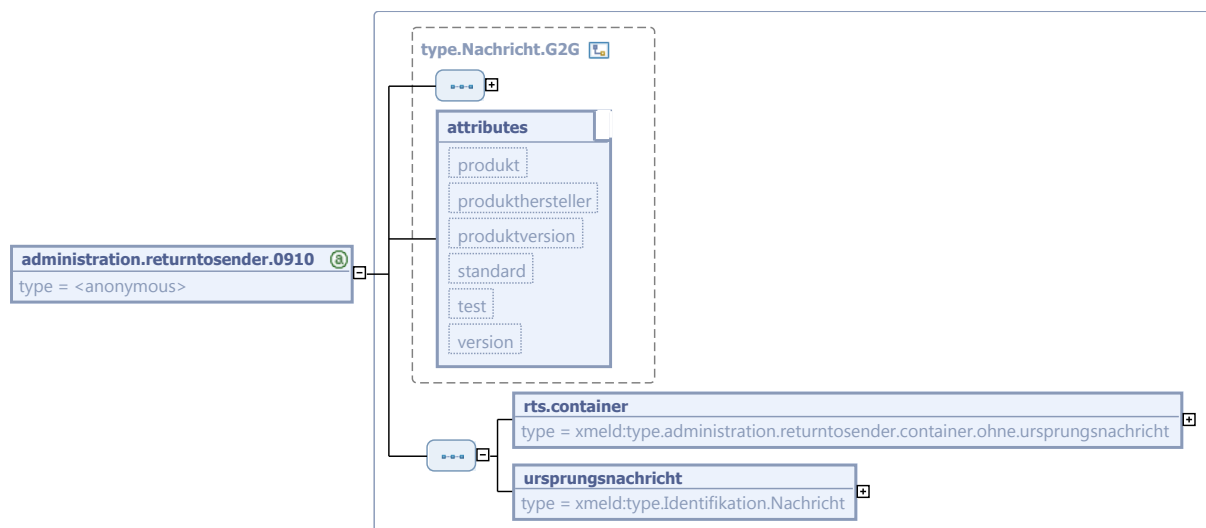 type.Nachricht.G2G
attributes
produkt
produkthersteller
produktversion
standard
test
version
administration.returntosender.0910
type = <anonymous>
rts.container
type = xmeld:type.administration.returntosender.container.ohne.ursprungsnachricht
ursprungsnachricht
type = xmeld:type.Identifikation.Nachricht